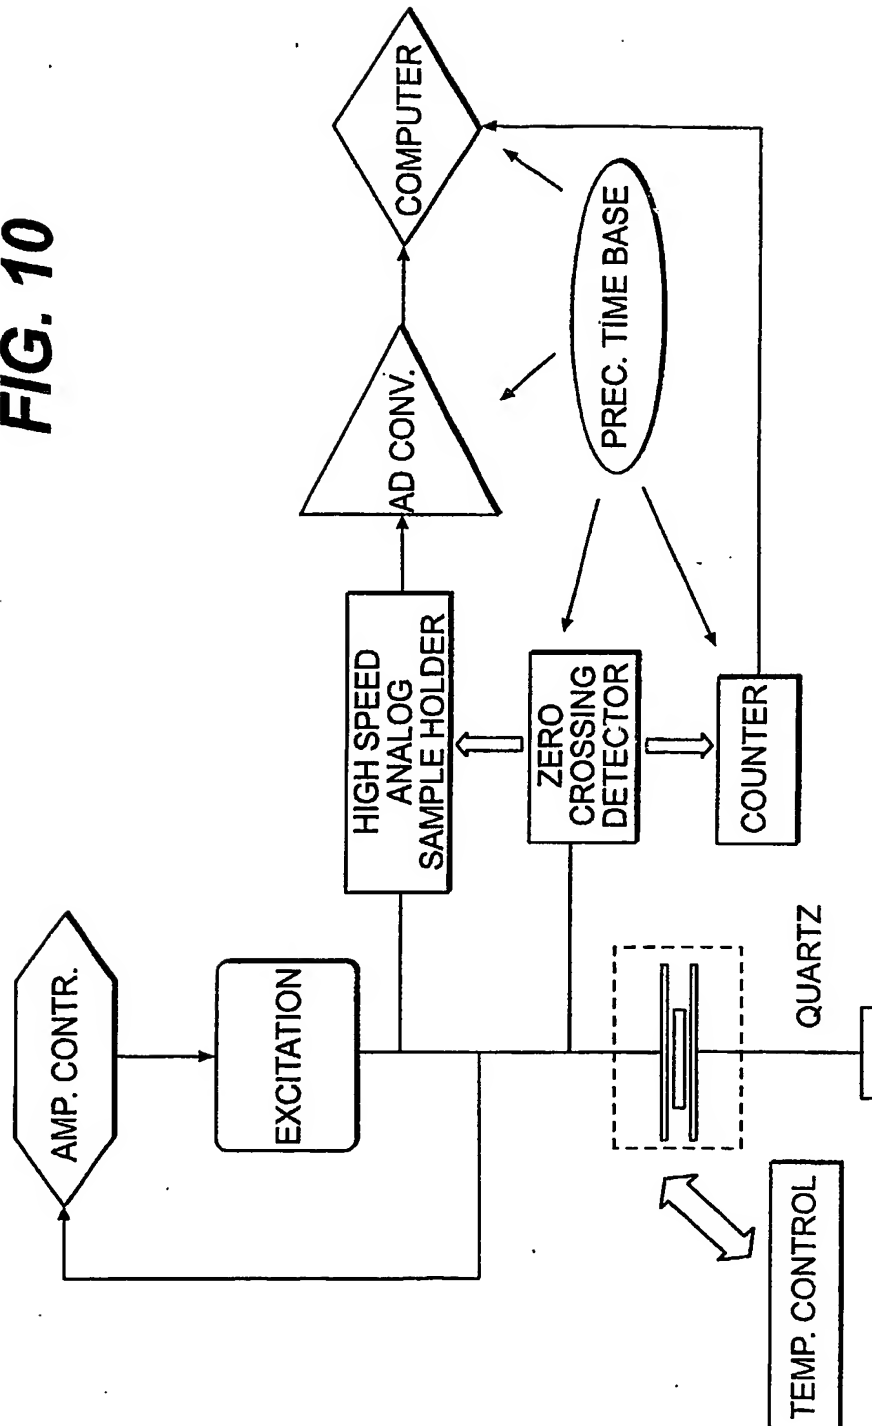 FIG. 10
AMP. CONTR.
EXCITATION
HIGH SPEED
ANALOG
SAMPLE HOLDER
AD CONV.
COMPUTER
ZERO
CROSSING
DETECTOR
PREC. TIME BASE
COUNTER
QUARTZ
TEMP. CONTROL